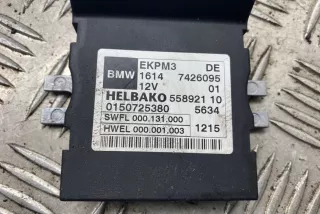 EKPM3 DE
BMW 1614 7426095
12V 01
HELBAKO 558921 10
0150725380 5634
SWFL 000.131.000
HWEL 000.001.003 1215